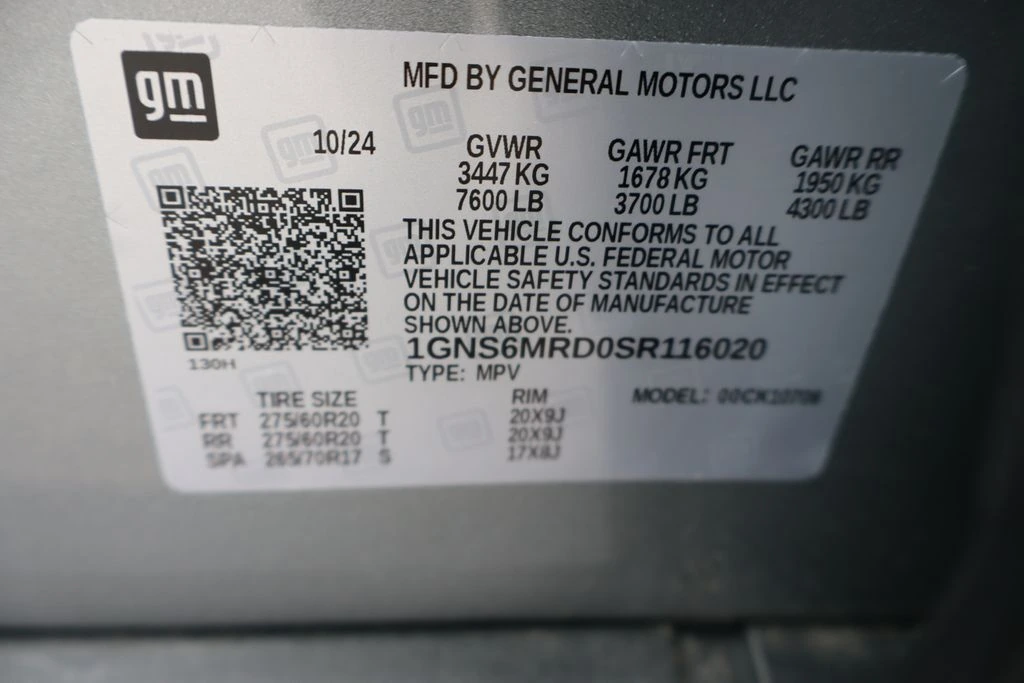 gm
MFD BY GENERAL MOTORS LLC
10/24 GVWR GAWR FRT GAWR RR
3447 KG 1678 KG 1950 KG
7600 LB 3700 LB 4300 LB
THIS VEHICLE CONFORMS TO ALL
APPLICABLE U.S. FEDERAL MOTOR
VEHICLE SAFETY STANDARDS IN EFFECT
ON THE DATE OF MANUFACTURE
SHOWN ABOVE.
1GNS6MRD0SR116020
130H
TYPE: MPV
TIRE SIZE RIM MODEL: 00CK10706
FRT 275/60R20 T 20X9J
RR 275/60R20 T 20X9J
SPA 265/70R17 S 17X8J